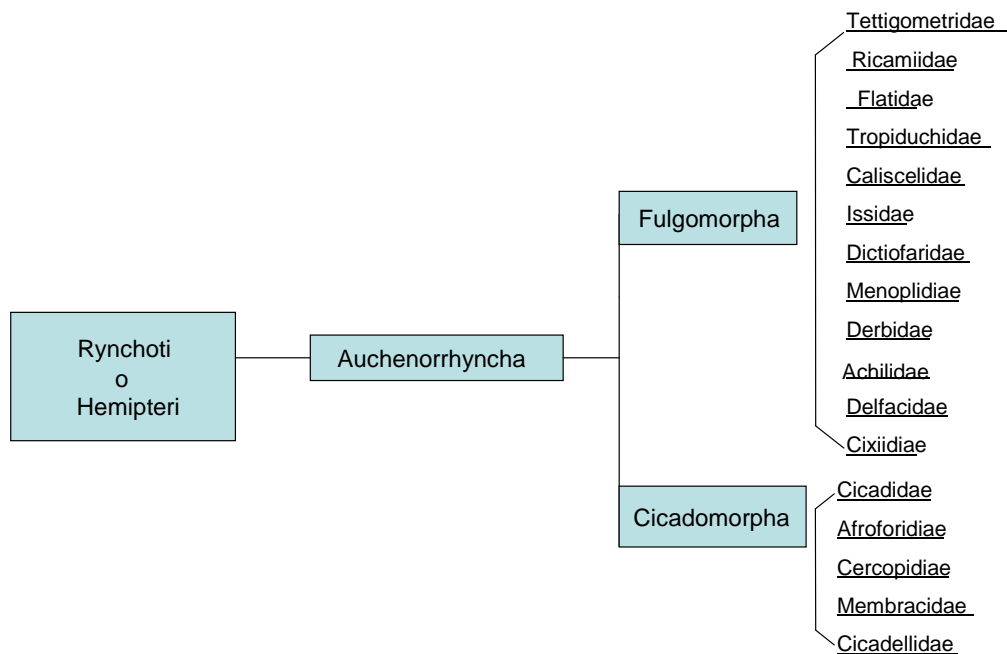 Tettigometridae
Ricamiidae
Flatidae
Tropiduchidae
Caliscelidae
Fulgomorpha
Issidae
Dictiofaridae
Menoplidiae
Rynchoti
o
Hemipteri
Auchenorrhyncha
Derbidae
Achilidae
Delfacidae
Cixiidiae
Cicadomorpha
Cicadidae
Afroforidiae
Cercopidiae
Membracidae
Cicadellidae